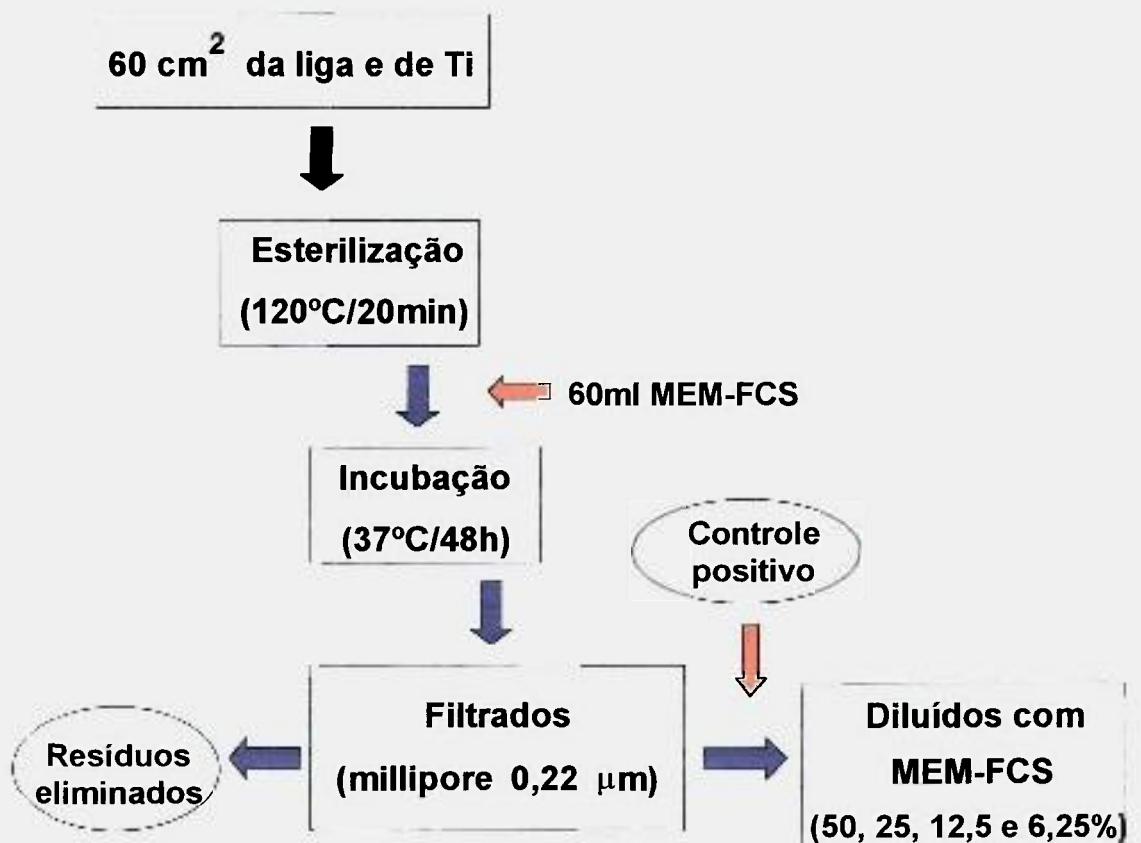 60 cm² da liga e de Ti
Esterilização
(120ºC/20min)
60ml MEM-FCS
Incubação
(37ºC/48h)
Controle
positivo
Resíduos
eliminados
Filtrados
(millipore 0,22 µm)
Diluídos com
MEM-FCS
(50, 25, 12,5 e 6,25%)